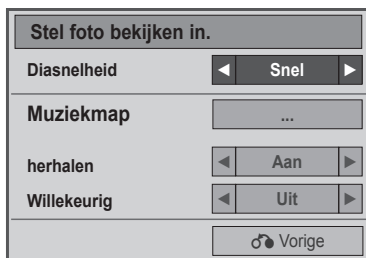 Stel foto bekijken in.
Diasnelheid ◀ Snel ▶
Muziekmap ...
herhalen ◀ Aan ▶
Willekeurig ◀ Uit ▶
Vorige